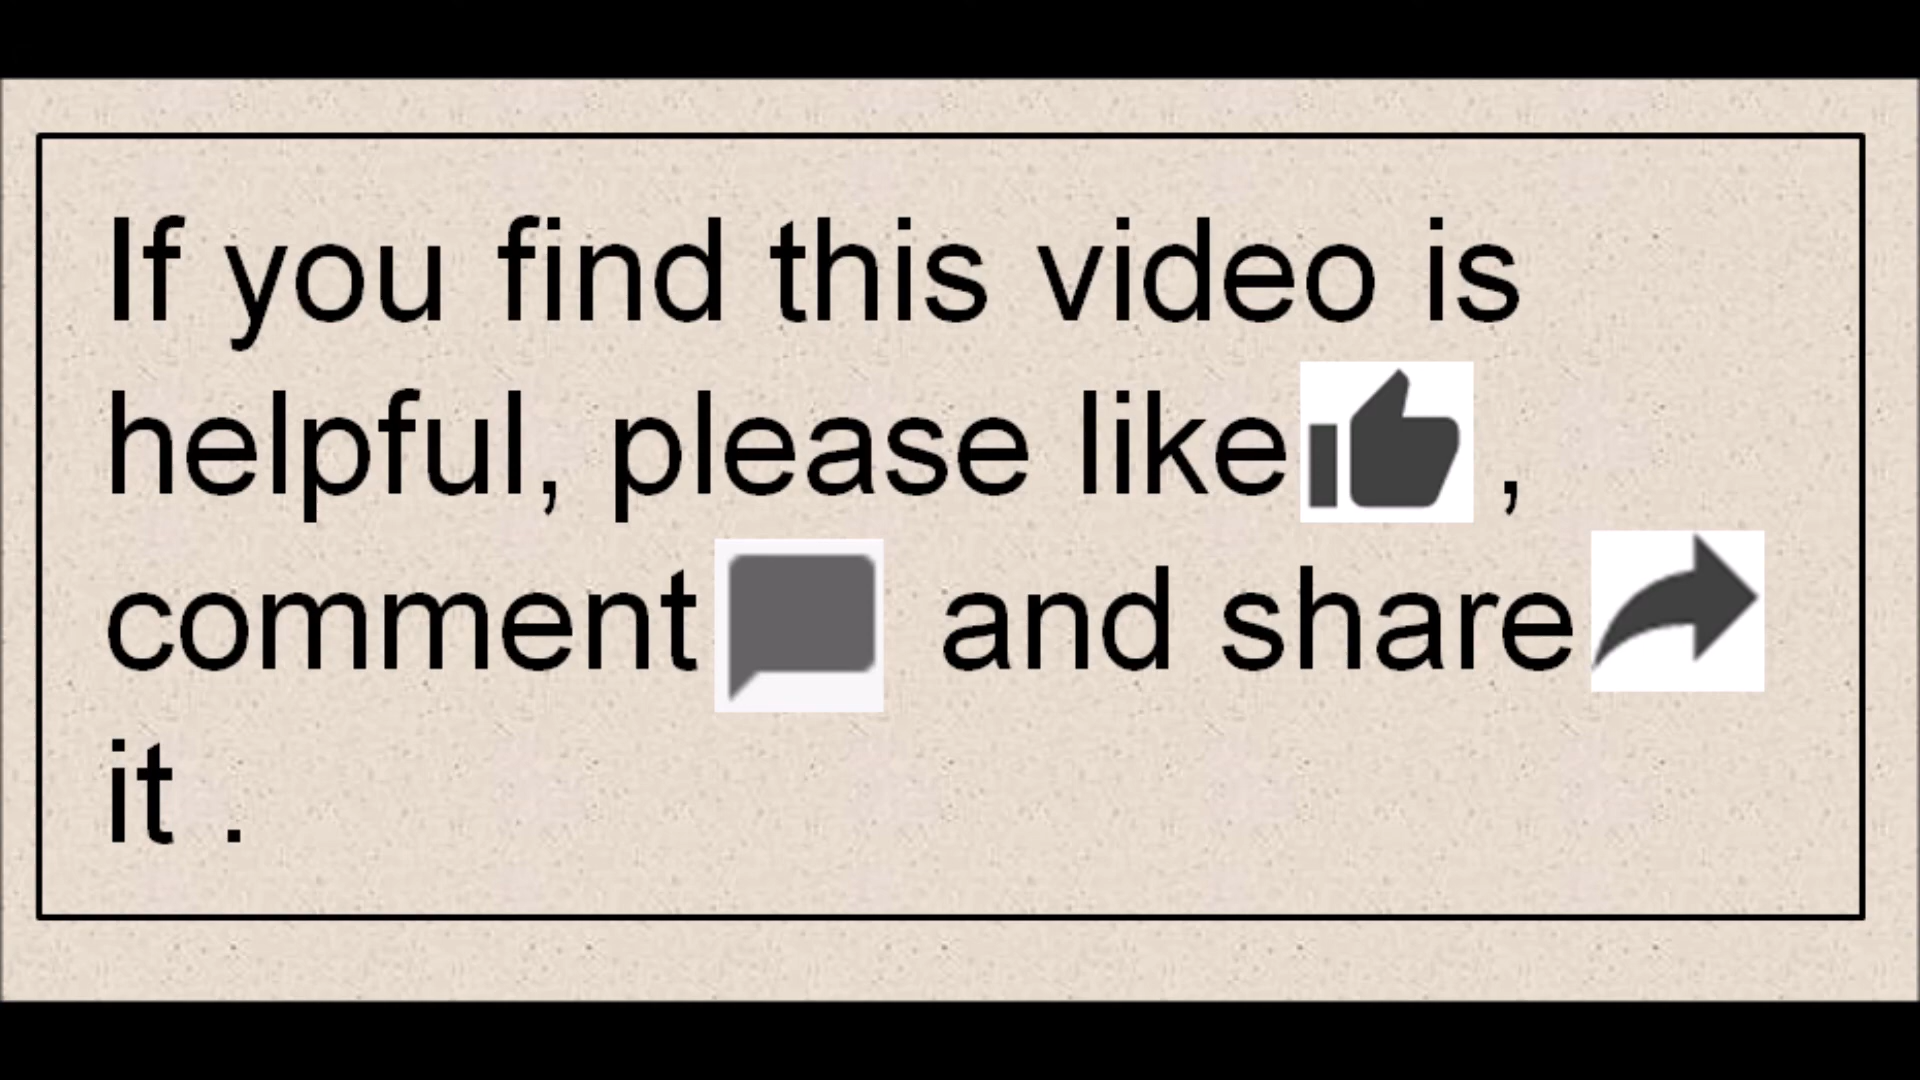 If you find this video is
helpful, please like ,
comment and share
it .